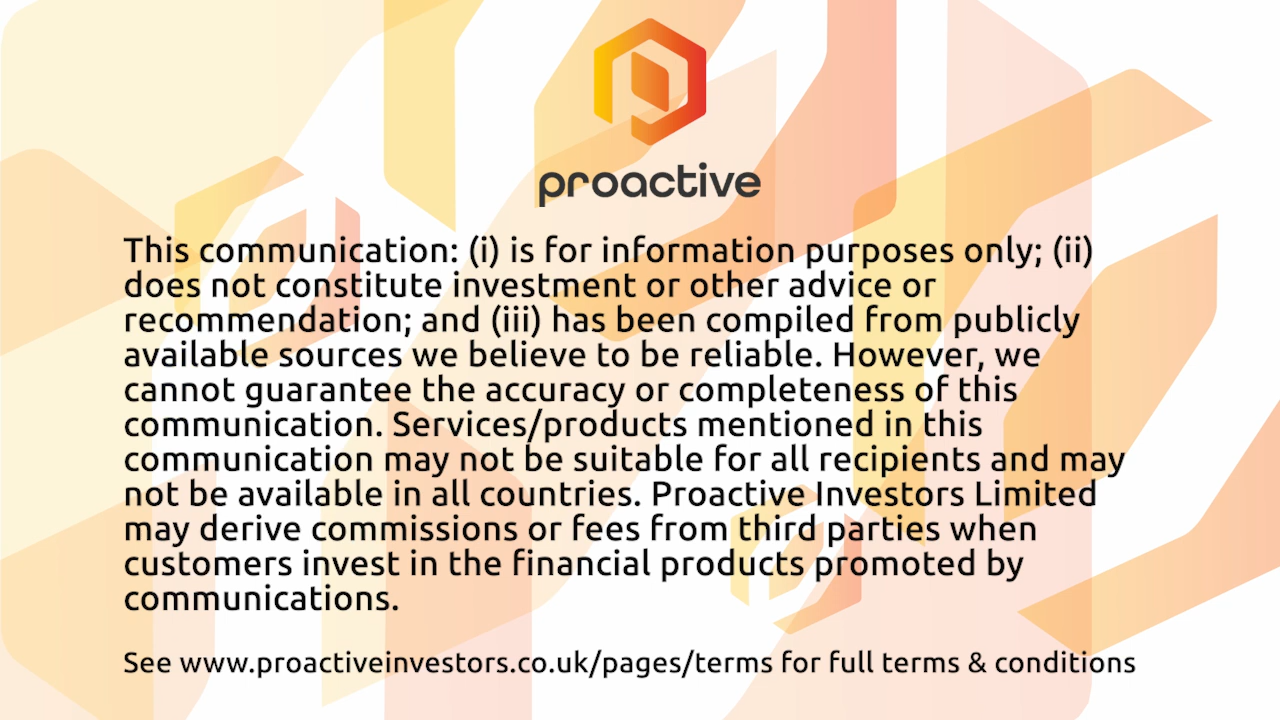 proactive
This communication: (i) is for information purposes only; (ii)
does not constitute investment or other advice or
recommendation; and (iii) has been compiled from publicly
available sources we believe to be reliable. However, we
cannot guarantee the accuracy or completeness of this
communication. Services/products mentioned in this
communication may not be suitable for all recipients and may
not be available in all countries. Proactive Investors Limited
may derive commissions or fees from third parties when
customers invest in the financial products promoted by
communications.
See www.proactiveinvestors.co.uk/pages/terms for full terms & conditions